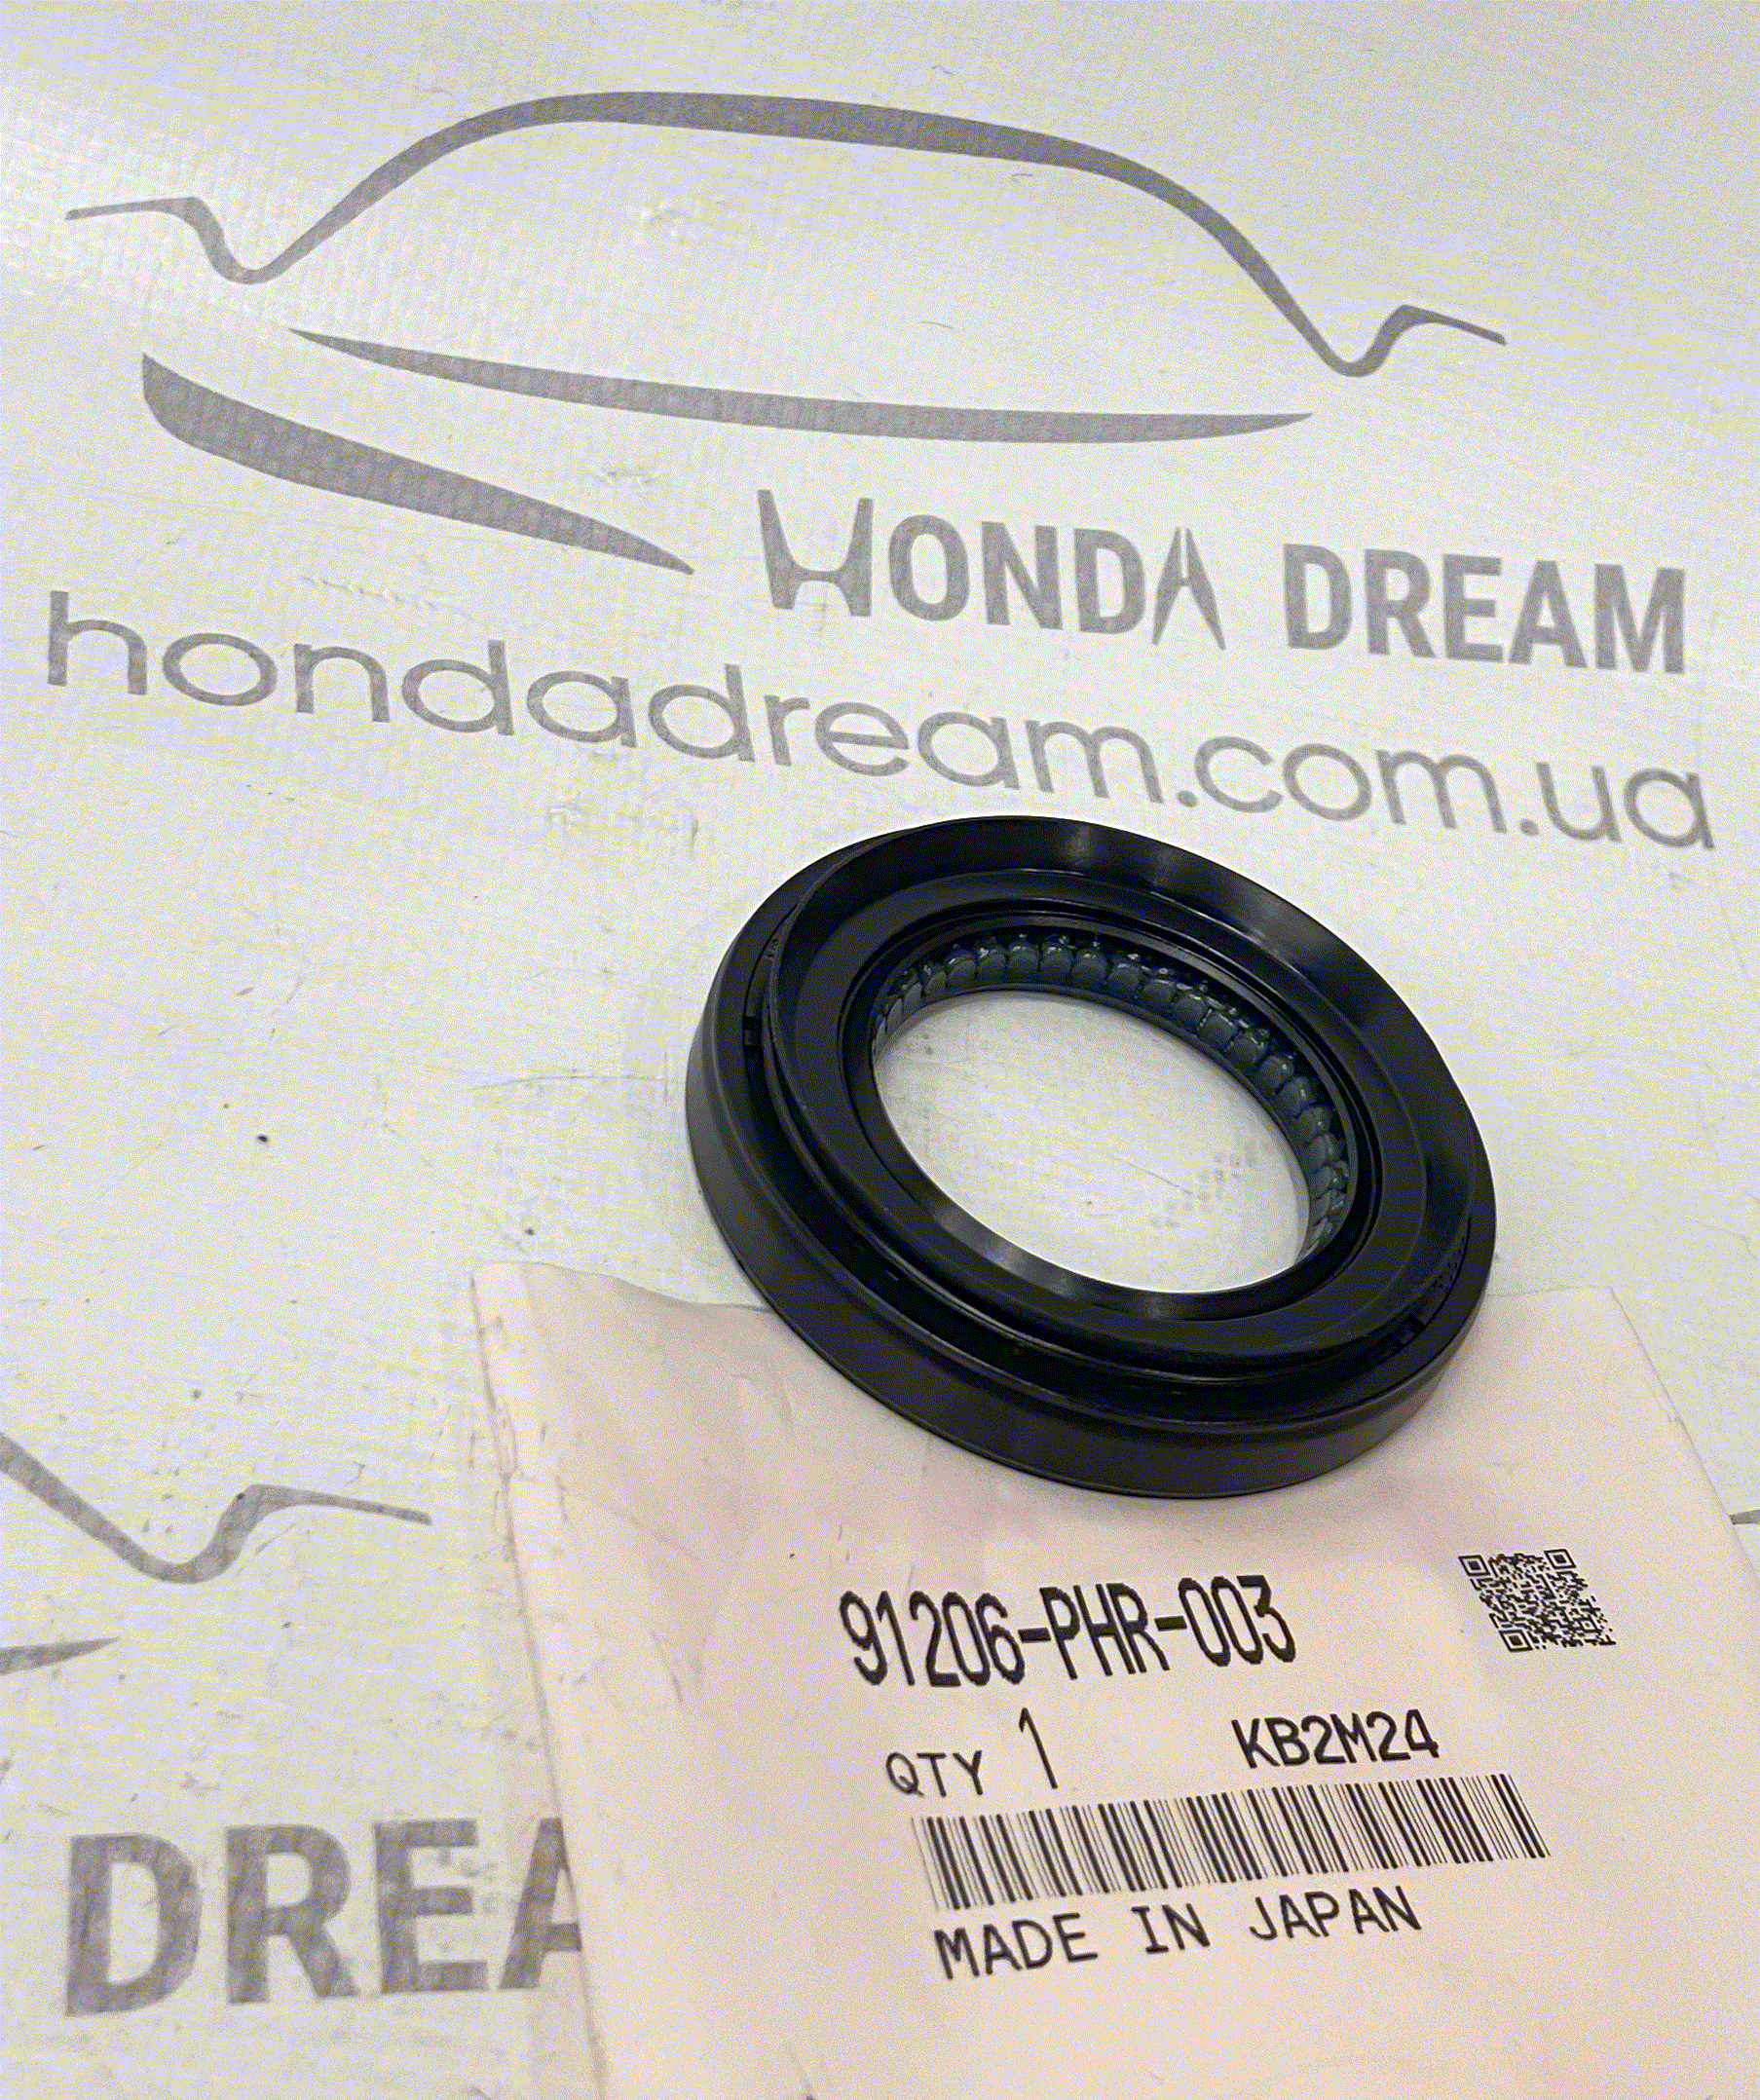 HONDA DREAM
hondadream.com.ua
91206-PHR-003
QTY 1 KB2M24
MADE IN JAPAN
DREA